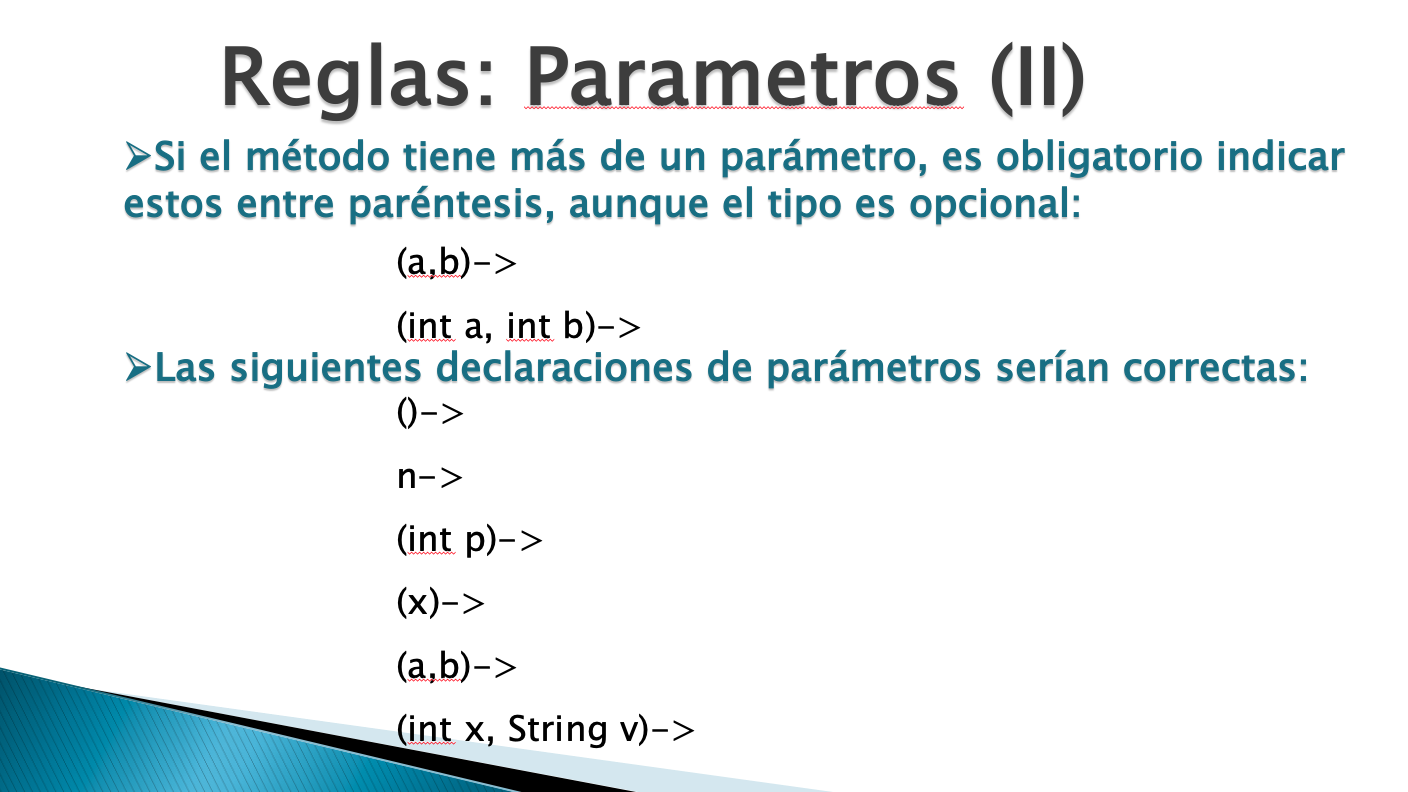 Reglas: Parametros (II)
➢Si el método tiene más de un parámetro, es obligatorio indicar
estos entre paréntesis, aunque el tipo es opcional:
(a,b)->
(int a, int b)->
➢Las siguientes declaraciones de parámetros serían correctas:
()->
n->
(int p)->
(x)->
(a,b)->
(int x, String v)->